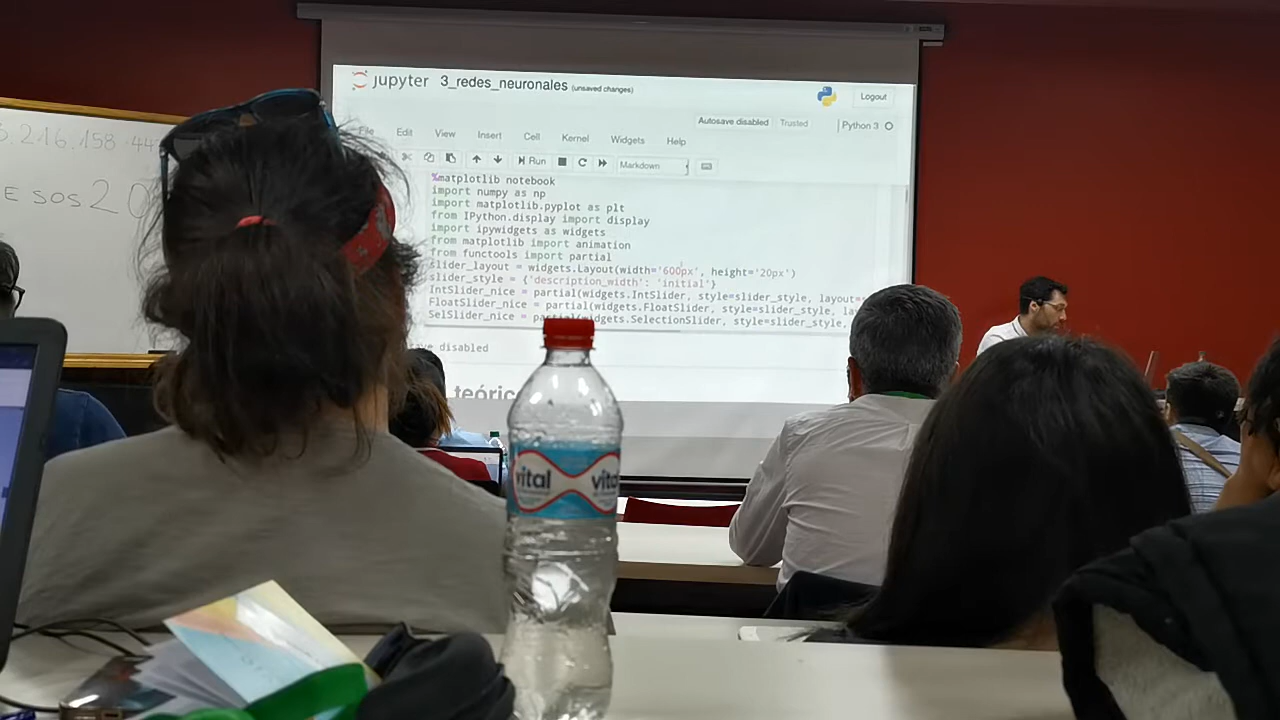 .216.158.44
E SOS 20
jupyter 3_redes_neuronales (unsaved changes)
Logout
File Edit View Insert Cell Kernel Widgets Help
Autosave disabled Trusted Python 3
Run Markdown
%matplotlib notebook
import numpy as np
import matplotlib.pyplot as plt
from IPython.display import display
import ipywidgets as widgets
from matplotlib import animation
from functools import partial
slider_layout = widgets.Layout(width='600px', height='20px')
slider_style = {'description_width': 'initial'}
IntSlider_nice = partial(widgets.IntSlider, style=slider_style, layout=
FloatSlider_nice = partial(widgets.FloatSlider, style=slider_style, la
SelSlider_nice = partial(widgets.SelectionSlider, style=slider_style,
ave disabled
teóric
vital vita